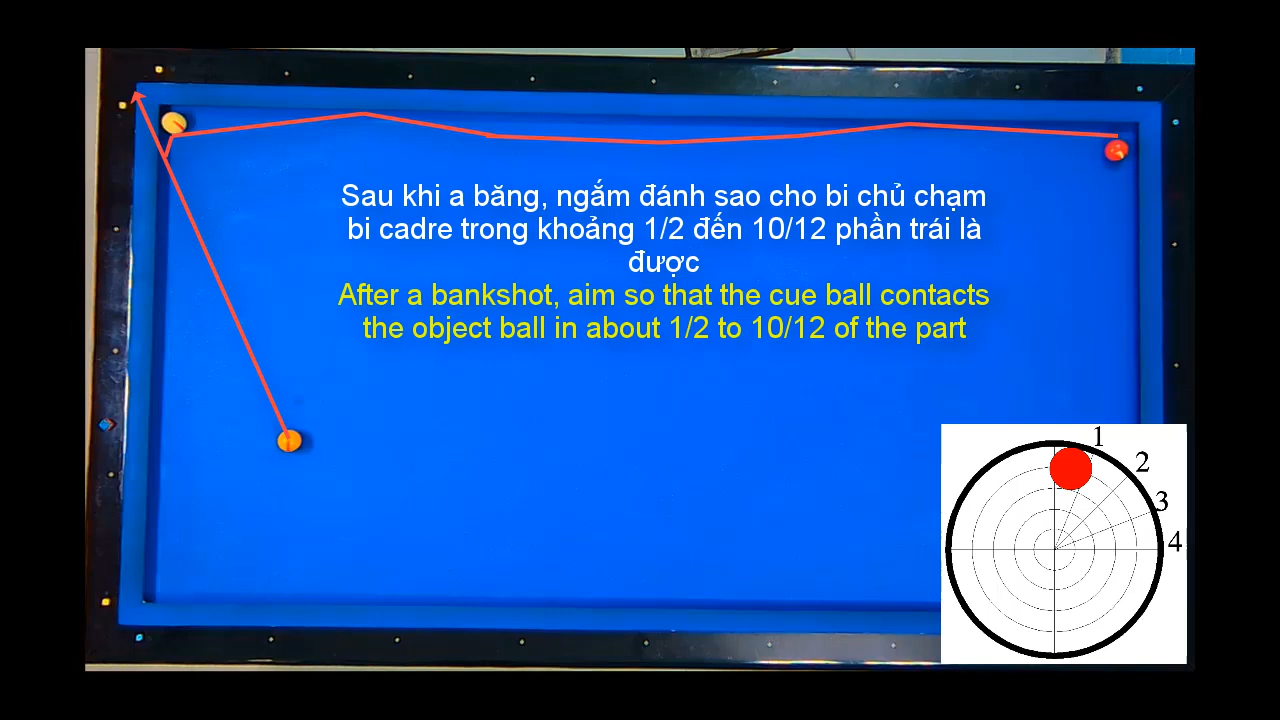 Sau khi a băng, ngắm đánh sao cho bi chủ chạm
bi cadre trong khoảng 1/2 đến 10/12 phần trái là
được
After a bankshot, aim so that the cue ball contacts
the object ball in about 1/2 to 10/12 of the part
1
2
3
4